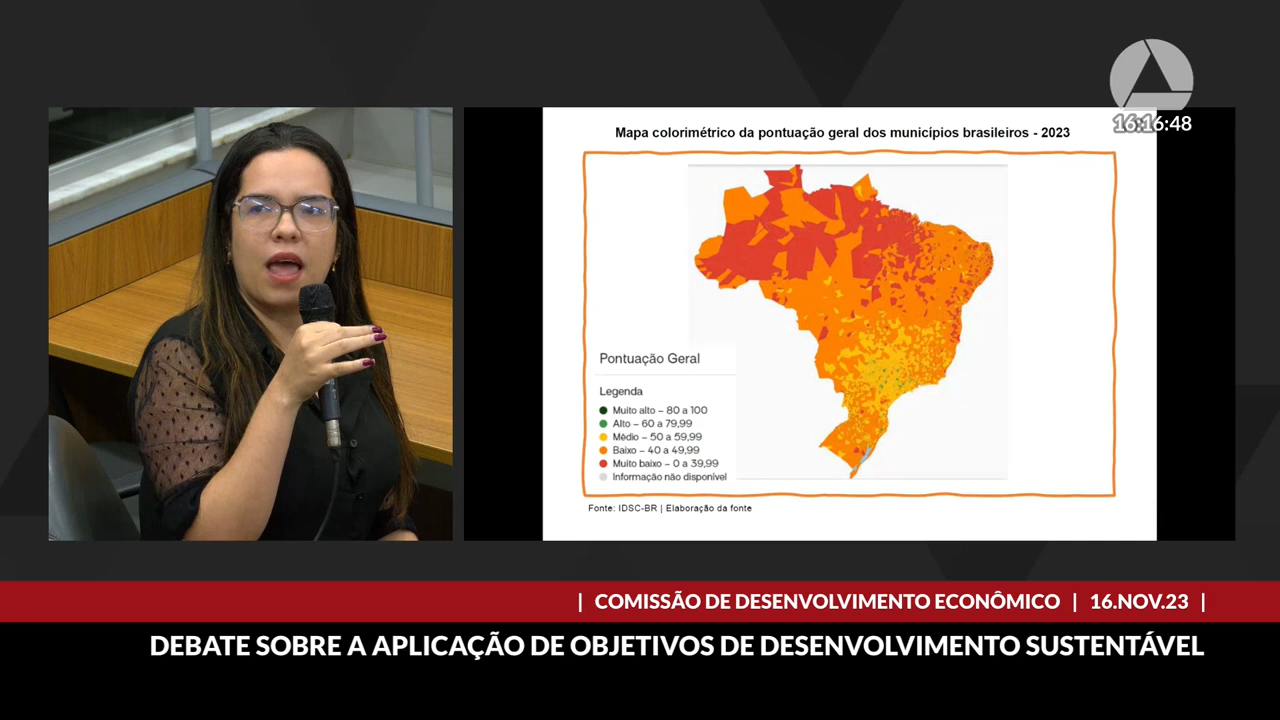 16:16:48
Mapa colorimétrico da pontuação geral dos municípios brasileiros - 2023
Pontuação Geral
Legenda
Muito alto – 80 a 100
Alto – 60 a 79,99
Médio – 50 a 59,99
Baixo – 40 a 49,99
Muito baixo – 0 a 39,99
Informação não disponível
Fonte: IDSC-BR | Elaboração da fonte
| COMISSÃO DE DESENVOLVIMENTO ECONÔMICO | 16.NOV.23 |
DEBATE SOBRE A APLICAÇÃO DE OBJETIVOS DE DESENVOLVIMENTO SUSTENTÁVEL